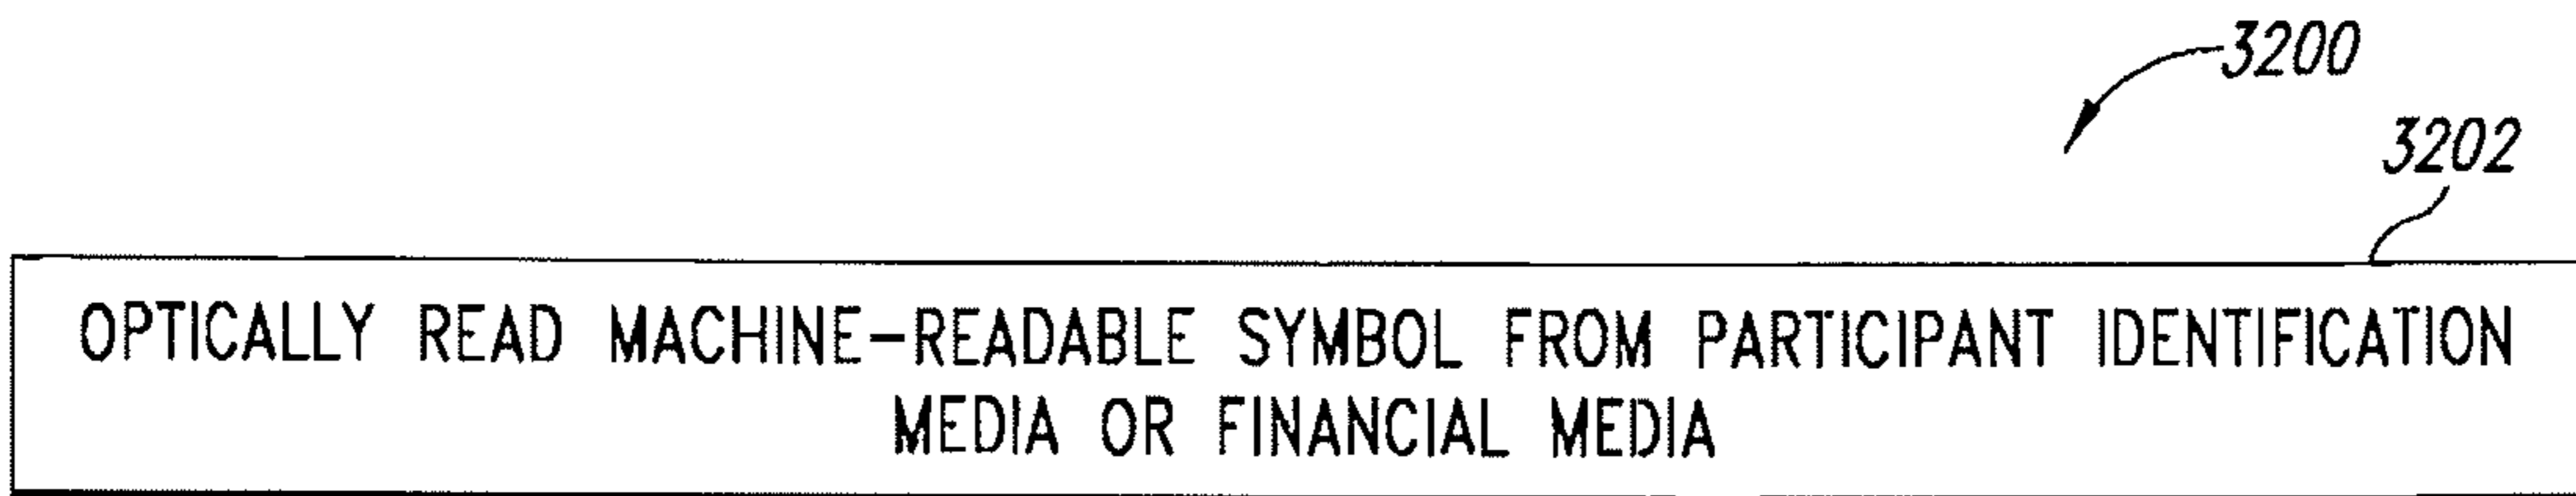 3200
3202
OPTICALLY READ MACHINE-READABLE SYMBOL FROM PARTICIPANT IDENTIFICATION
MEDIA OR FINANCIAL MEDIA